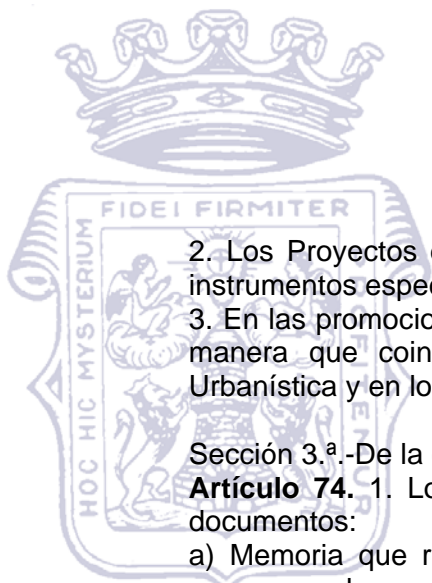 FIDEI FIRMITER
HOC HIC MYSTERIUM
2. Los Proyectos
instrumentos
3. En las promocio
manera que coin
Urbanística y en lo
Sección 3.ª.-De la
Artículo 74. 1. Lo
documentos:
a) Memoria que r